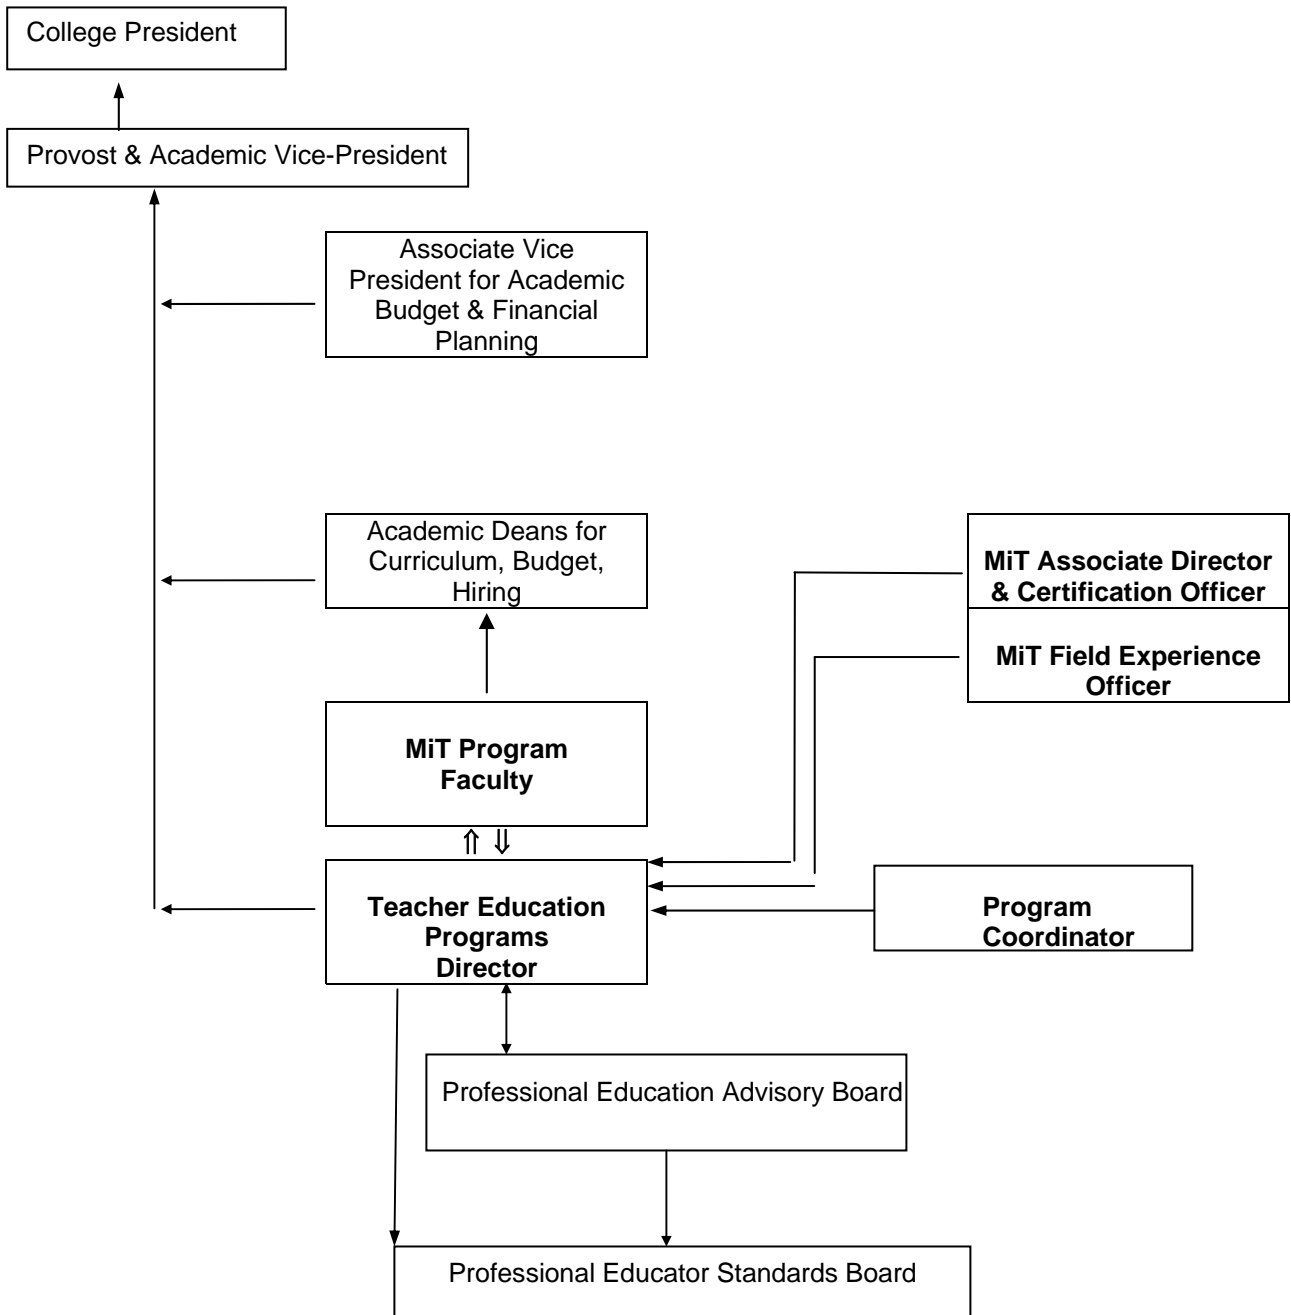 College President
Provost & Academic Vice-President
Associate Vice
President for Academic
Budget & Financial
Planning
Academic Deans for
Curriculum, Budget,
Hiring
MiT Associate Director
& Certification Officer
MiT Field Experience
Officer
MiT Program
Faculty
⇑ ⇓
Teacher Education
Programs
Director
Program
Coordinator
Professional Education Advisory Board
Professional Educator Standards Board